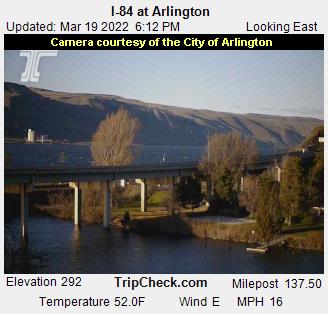 I-84 at Arlington
Updated: Mar 19 2022 6:12 PM Looking East
Camera courtesy of the City of Arlington
Elevation 292 TripCheck.com Milepost 137.50
Temperature 52.0F Wind E MPH 16